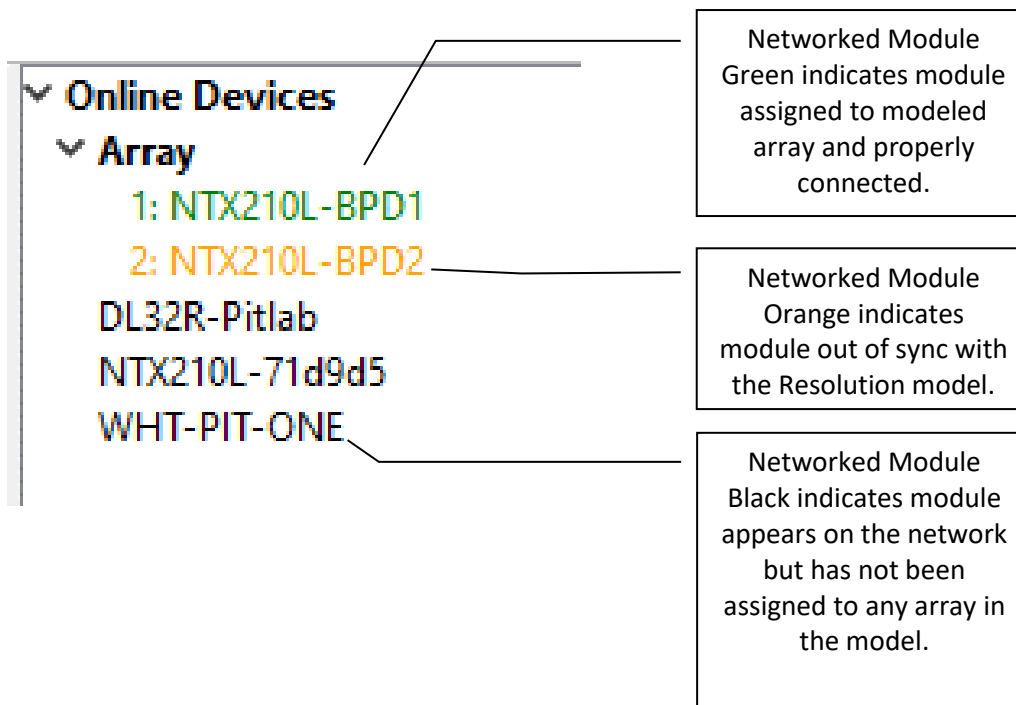 Online Devices
Array
1: NTX210L-BPD1
2: NTX210L-BPD2
DL32R-Pitlab
NTX210L-71d9d5
WHT-PIT-ONE
Networked Module
Green indicates module
assigned to modeled
array and properly
connected.
Networked Module
Orange indicates
module out of sync with
the Resolution model.
Networked Module
Black indicates module
appears on the network
but has not been
assigned to any array in
the model.